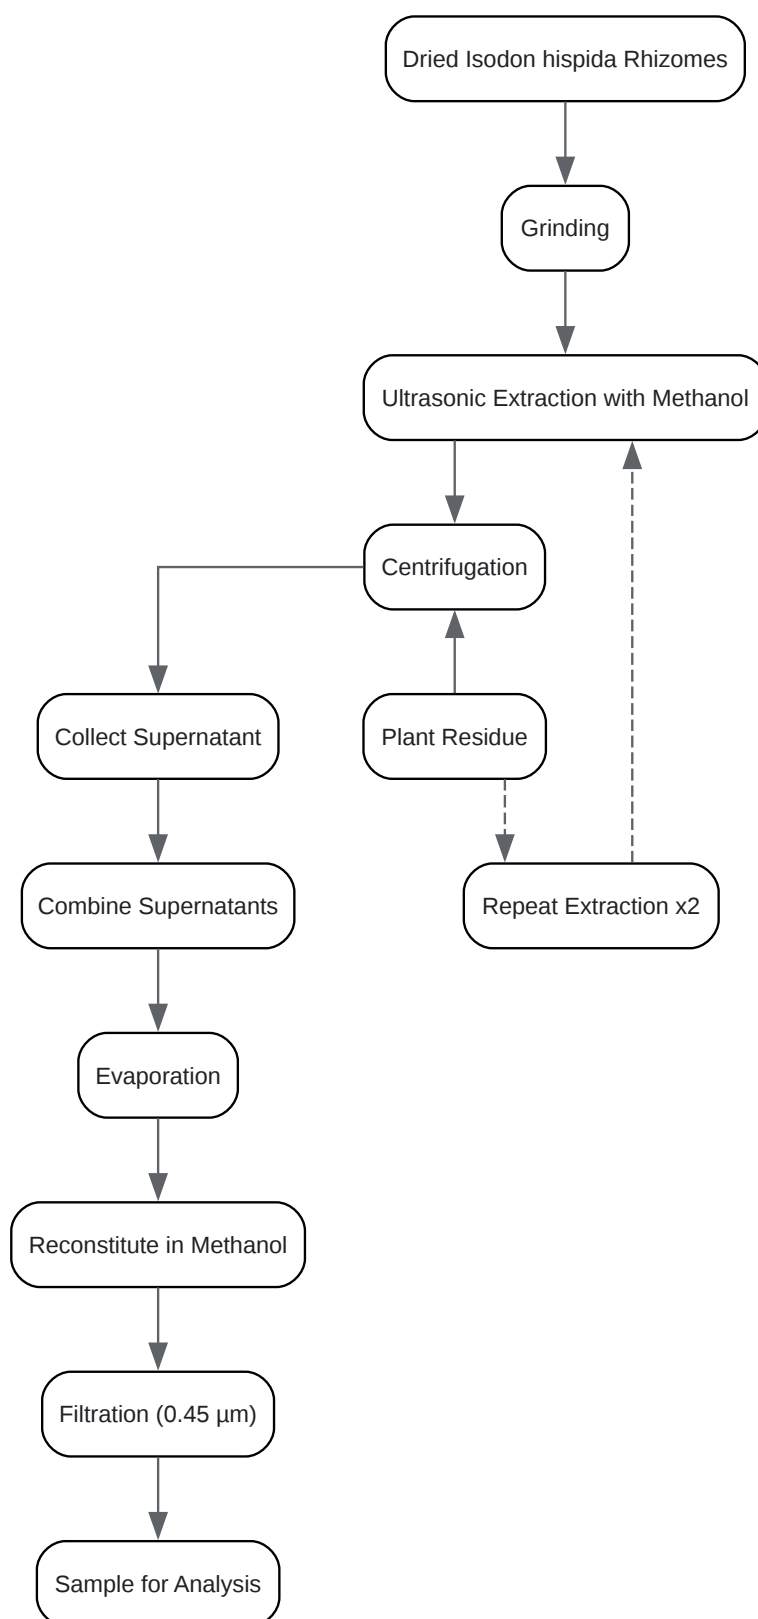 Dried Isodon hispida Rhizomes
Grinding
Ultrasonic Extraction with Methanol
Centrifugation
Collect Supernatant
Plant Residue
Combine Supernatants
Repeat Extraction x2
Evaporation
Reconstitute in Methanol
Filtration (0.45 µm)
Sample for Analysis